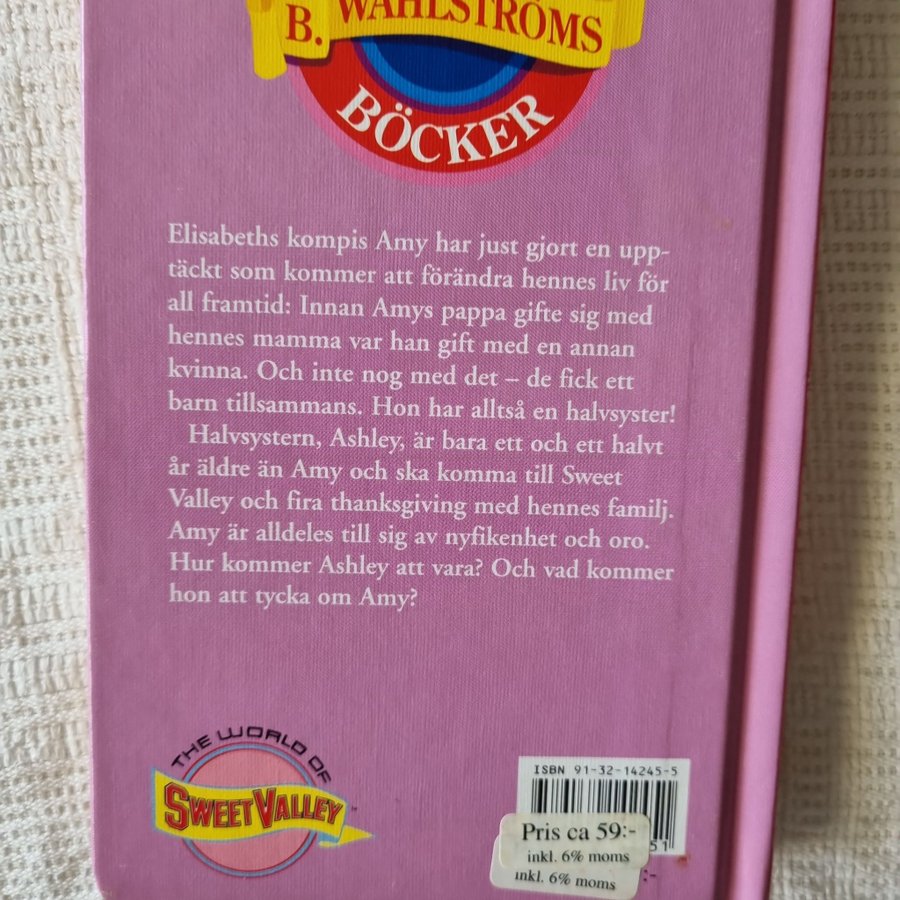 B. WAHLSTRÖMS
BÖCKER
Elisabeths kompis Amy har just gjort en upp-
täckt som kommer att förändra hennes liv för
all framtid: Innan Amys pappa gifte sig med
hennes mamma var han gift med en annan
kvinna. Och inte nog med det – de fick ett
barn tillsammans. Hon har alltså en halvsyster!
Halvsystern, Ashley, är bara ett och ett halvt
år äldre än Amy och ska komma till Sweet
Valley och fira thanksgiving med hennes familj.
Amy är alldeles till sig av nyfikenhet och oro.
Hur kommer Ashley att vara? Och vad kommer
hon att tycka om Amy?
THE WORLD OF
SWEET VALLEY™
ISBN 91-32-14245-5
51
Pris ca 59:-
inkl. 6% moms
:-
inkl. 6% moms